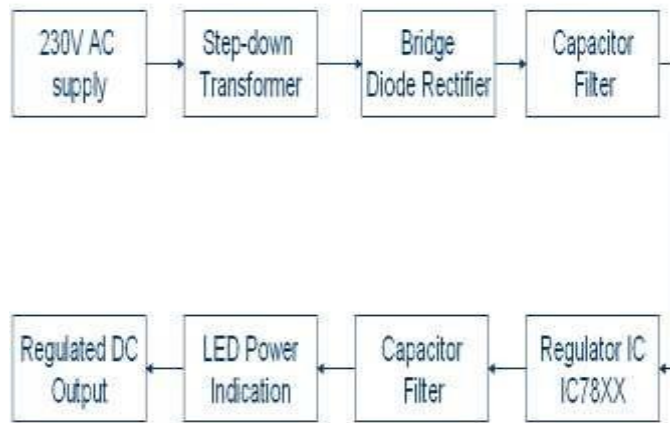 230V AC
supply
Step-down
Transformer
Bridge
Diode Rectifier
Capacitor
Filter
Regulated DC
Output
LED Power
Indication
Capacitor
Filter
Regulator IC
IC78XX